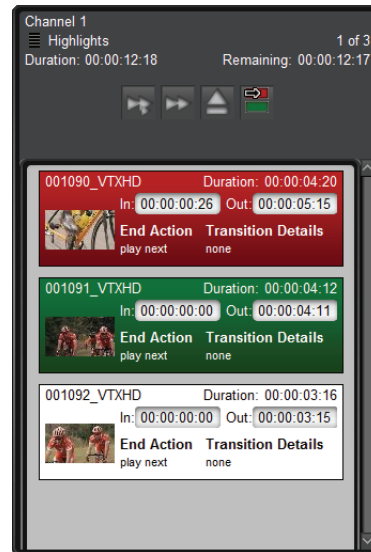 Channel 1
Highlights 1 of 3
Duration: 00:00:12:18 Remaining: 00:00:12:17
001090_VTXHD Duration: 00:00:04:20
In: 00:00:00:26 Out: 00:00:05:15
End Action Transition Details
play next none
001091_VTXHD Duration: 00:00:04:12
In: 00:00:00:00 Out: 00:00:04:11
End Action Transition Details
play next none
001092_VTXHD Duration: 00:00:03:16
In: 00:00:00:00 Out: 00:00:03:15
End Action Transition Details
play next none